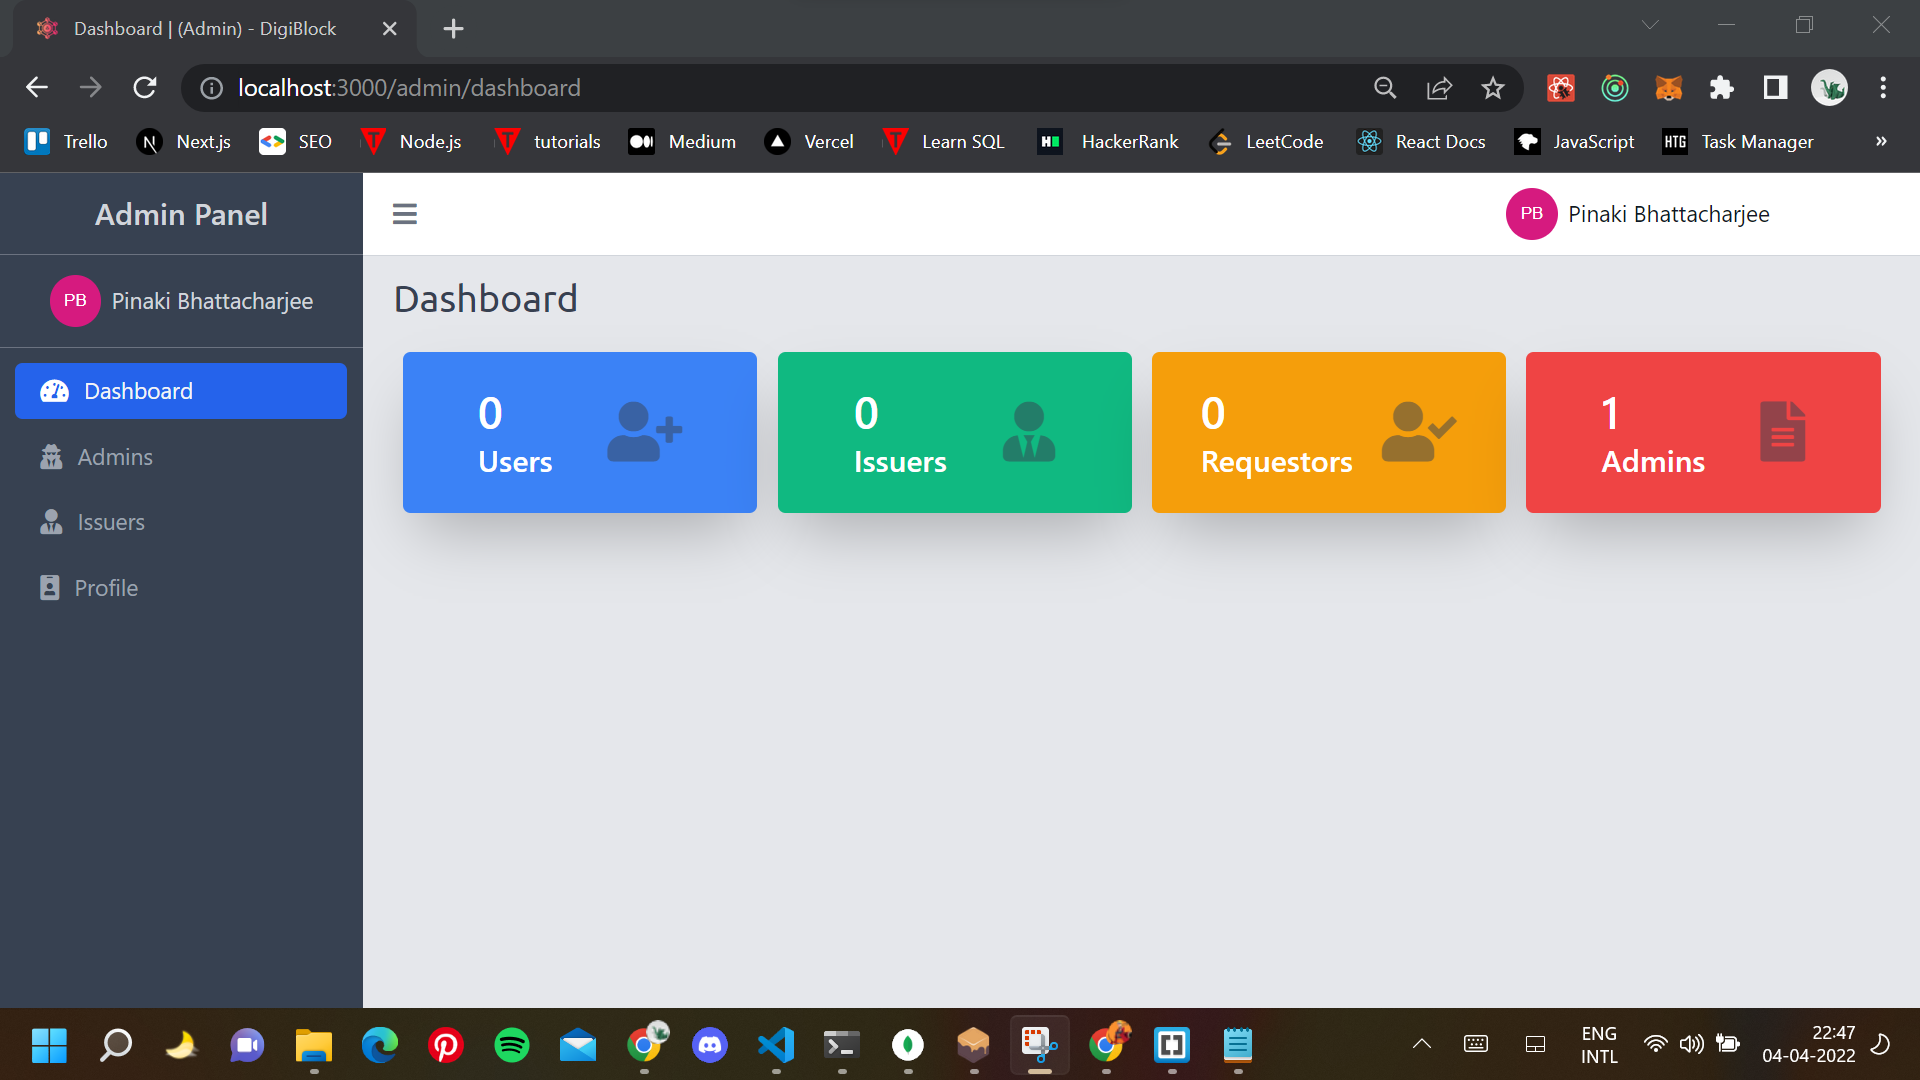 Dashboard | (Admin) - DigiBlock
localhost:3000/admin/dashboard
Trello Next.js SEO Node.js tutorials Medium Vercel Learn SQL HackerRank LeetCode React Docs JavaScript HTG Task Manager »
Admin Panel
PB Pinaki Bhattacharjee
PB Pinaki Bhattacharjee
Dashboard
Admins
Issuers
Profile
Dashboard
0
Users
0
Issuers
0
Requestors
1
Admins
ENG
INTL
22:47
04-04-2022